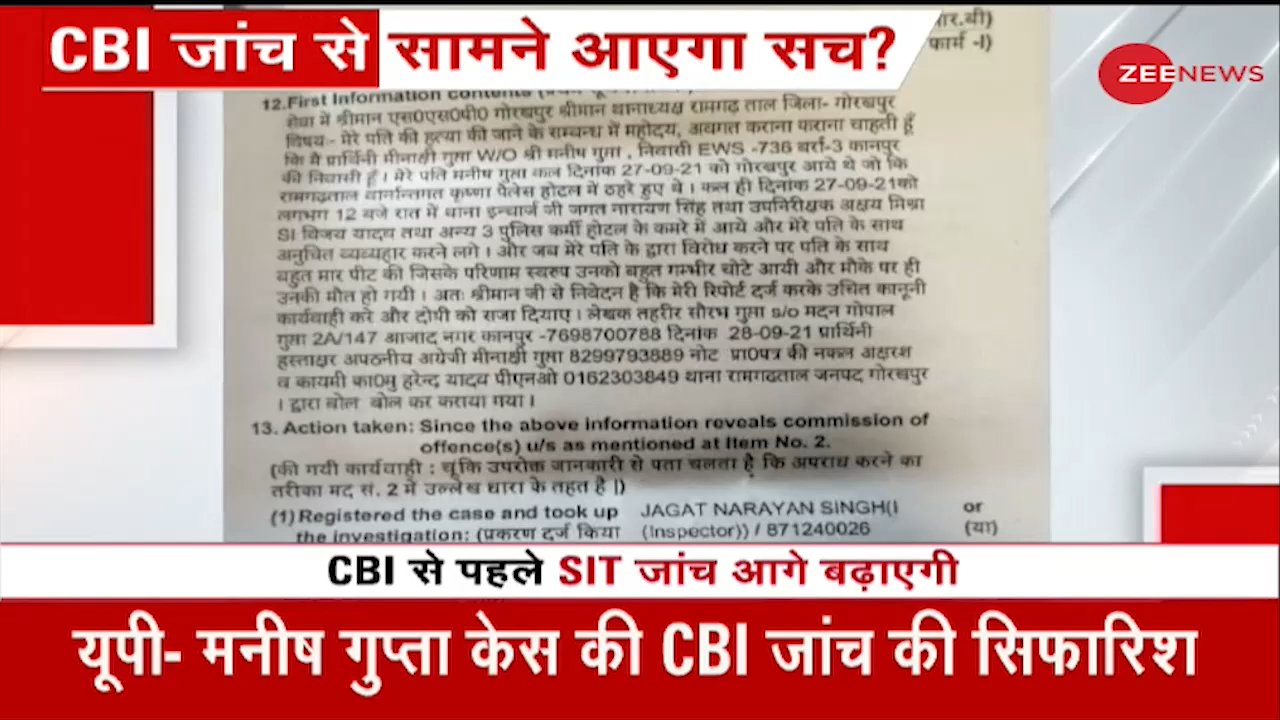 CBI जांच से सामने आएगा सच?
ZEENEWS
आर.बी)
फार्म -I)
12.First Information contents
सेवा में श्रीमान एस0एस0पी0 गोरखपुर श्रीमान थानाध्यक्ष रामगढ़ ताल जिला- गोरखपुर
विषय:- मेरे पति की हत्या की जाने के सम्बन्ध में महोदय, अवगत कराना कराना चाहती हूँ
कि मै प्रार्थिनी मीनाक्षी गुप्ता W/O श्री मनीष गुप्ता , निवासी EWS -736 बर्रा-3 कानपुर
की निवासी हूँ । मेरे पति मनीष गुप्ता कल दिनांक 27-09-21 को गोरखपुर आये थे जो कि
रामगढ़ताल थानार्न्तगत कृष्णा पैलेस होटल में ठहरे हुए थे । कल ही दिनांक 27-09-21को
लगभग 12 बजे रात में थाना इन्चार्ज जी जगत नारायण सिंह तथा उपनिरीक्षक अक्षय मिश्रा
SI विजय यादव तथा अन्य 3 पुलिस कर्मी होटल के कमरे में आये और मेरे पति के साथ
अनुचित व्यव्यहार करने लगे । और जब मेरे पति के द्वारा विरोध करने पर पति के साथ
बहुत मार पीट की जिसके परिणाम स्वरुप उनको बहुत गम्भीर चोटे आयी और मौके पर ही
उनकी मौत हो गयी । अतः श्रीमान जी से निवेदन है कि मेरी रिपोर्ट दर्ज करके उचित कानूनी
कार्यवाही करे और दोपी को सजा दियाए । लेखक तहरीर सौरभ गुप्ता s/o मदन गोपाल
गुप्ता 2A/147 आजाद नगर कानपुर -7698700788 दिनांक 28-09-21 प्रार्थिनी
हस्ताक्षर अपठनीय अग्रेजी मीनाक्षी गुप्ता 8299793889 नोट प्रा0पत्र की नकल अक्षरश
व कायमी का0मु हरेन्द्र यादव पीएनओ 0162303849 थाना रामगढताल जनपद गोरखपुर
। द्वारा बोल बोल कर कराया गया ।
13. Action taken: Since the above information reveals commission of
offence(s) u/s as mentioned at Item No. 2.
(की गयी कार्यवाही : चूंकि उपरोक्त जानकारी से पता चलता है कि अपराध करने का
तरीका मद सं. 2 में उल्लेख धारा के तहत है |)
(1) Registered the case and took up JAGAT NARAYAN SINGH(I or
the investigation: (प्रकरण दर्ज किया (Inspector)) / 871240026 (या)
CBI से पहले SIT जांच आगे बढ़ाएगी
यूपी- मनीष गुप्ता केस की CBI जांच की सिफारिश